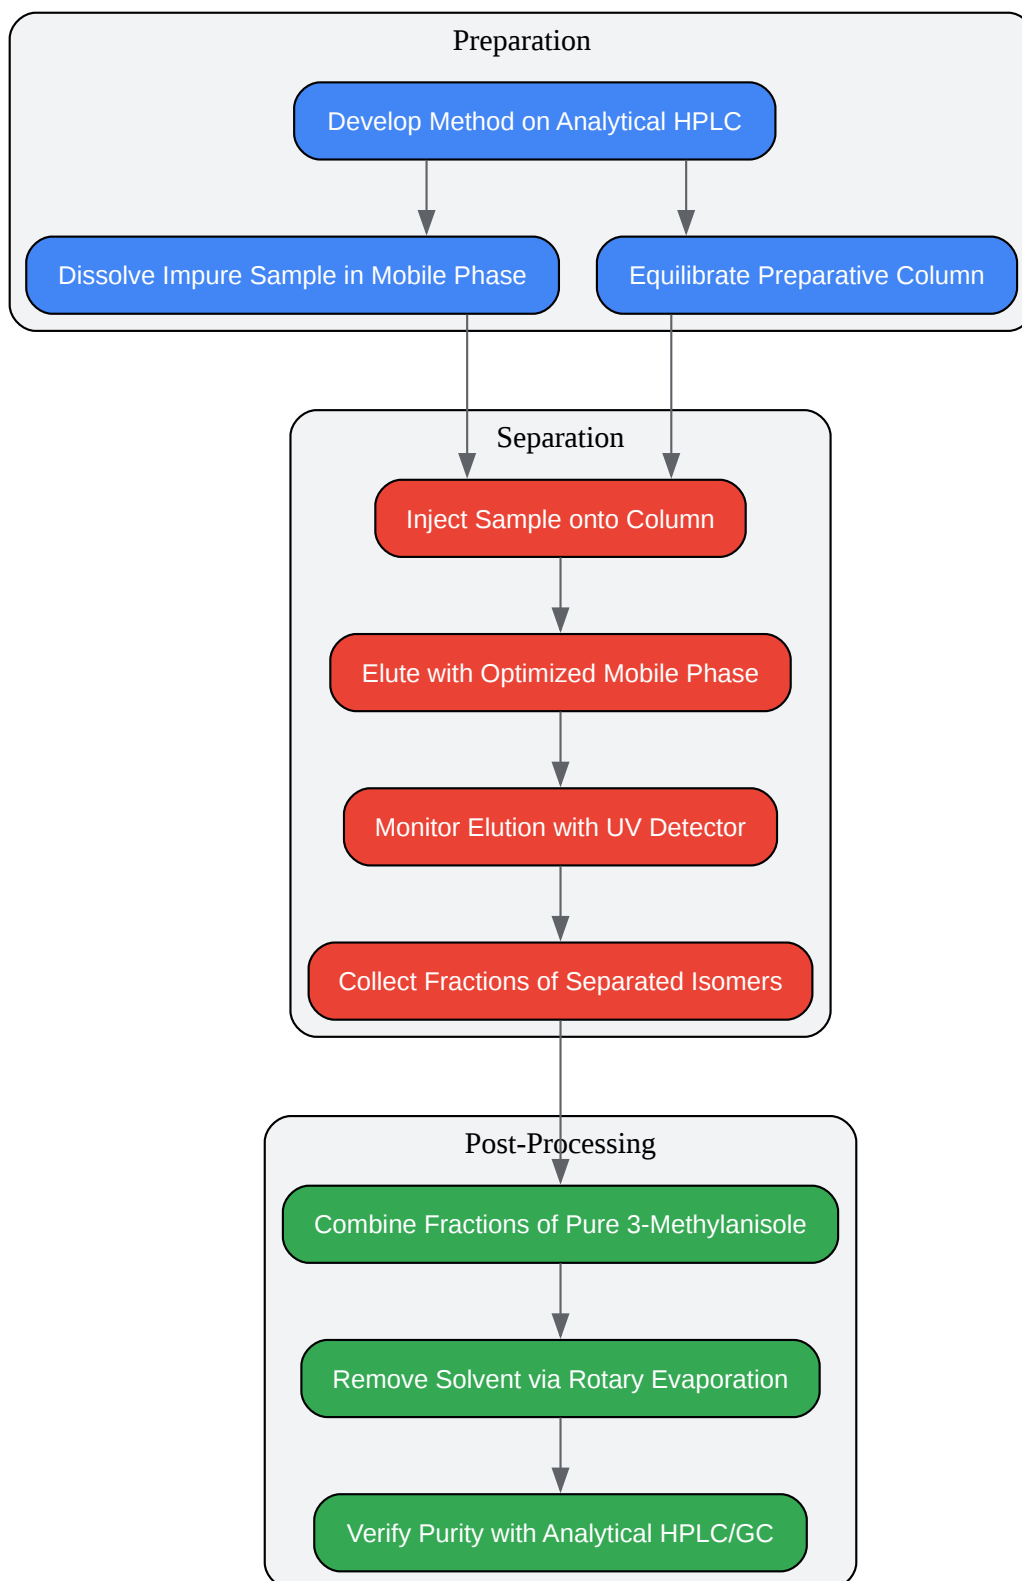 Preparation
Develop Method on Analytical HPLC
Dissolve Impure Sample in Mobile Phase
Equilibrate Preparative Column
Separation
Inject Sample onto Column
Elute with Optimized Mobile Phase
Monitor Elution with UV Detector
Collect Fractions of Separated Isomers
Post-Processing
Combine Fractions of Pure 3-Methylanisole
Remove Solvent via Rotary Evaporation
Verify Purity with Analytical HPLC/GC